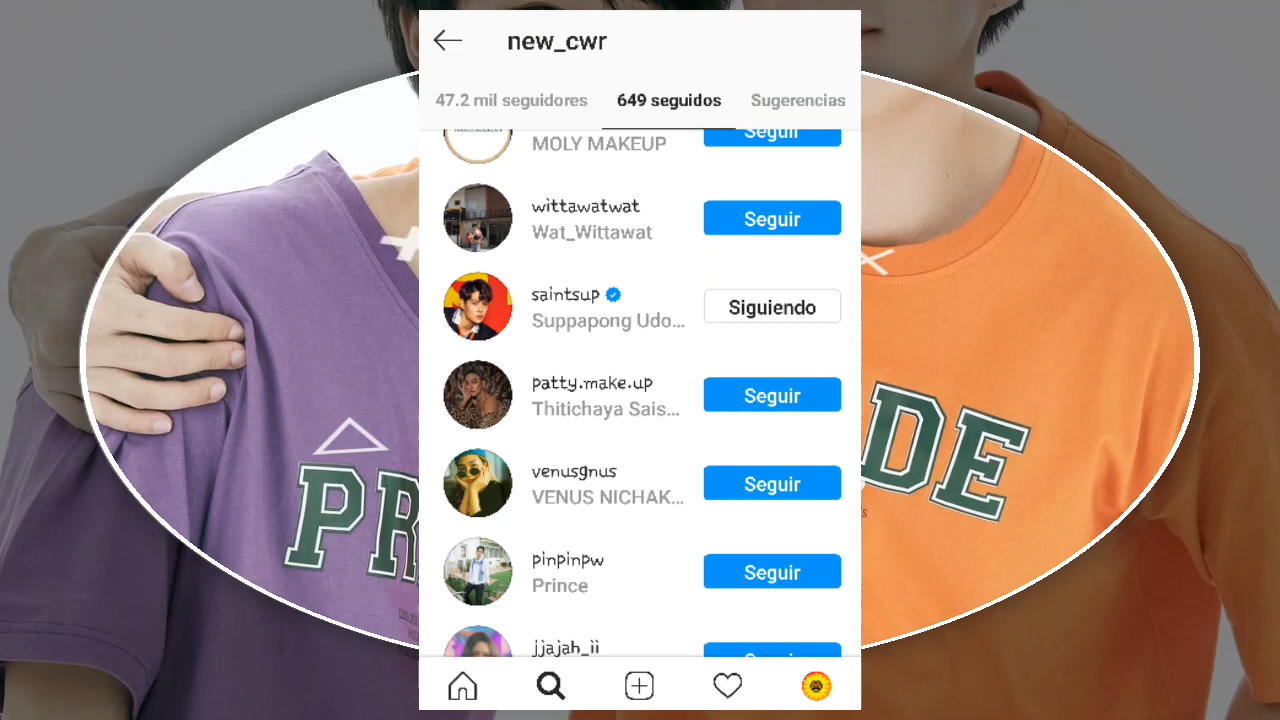 new_cwr
47.2 mil seguidores 649 seguidos Sugerencias
MOLY MAKEUP
Seguir
wittawatwat
Wat_Wittawat
Seguir
saintsup
Suppapong Udo...
Siguiendo
patty.make.up
Thitichaya Sais...
Seguir
venusgnus
VENUS NICHAK...
Seguir
pinpinpw
Prince
Seguir
jjajah_ii
PR
DE